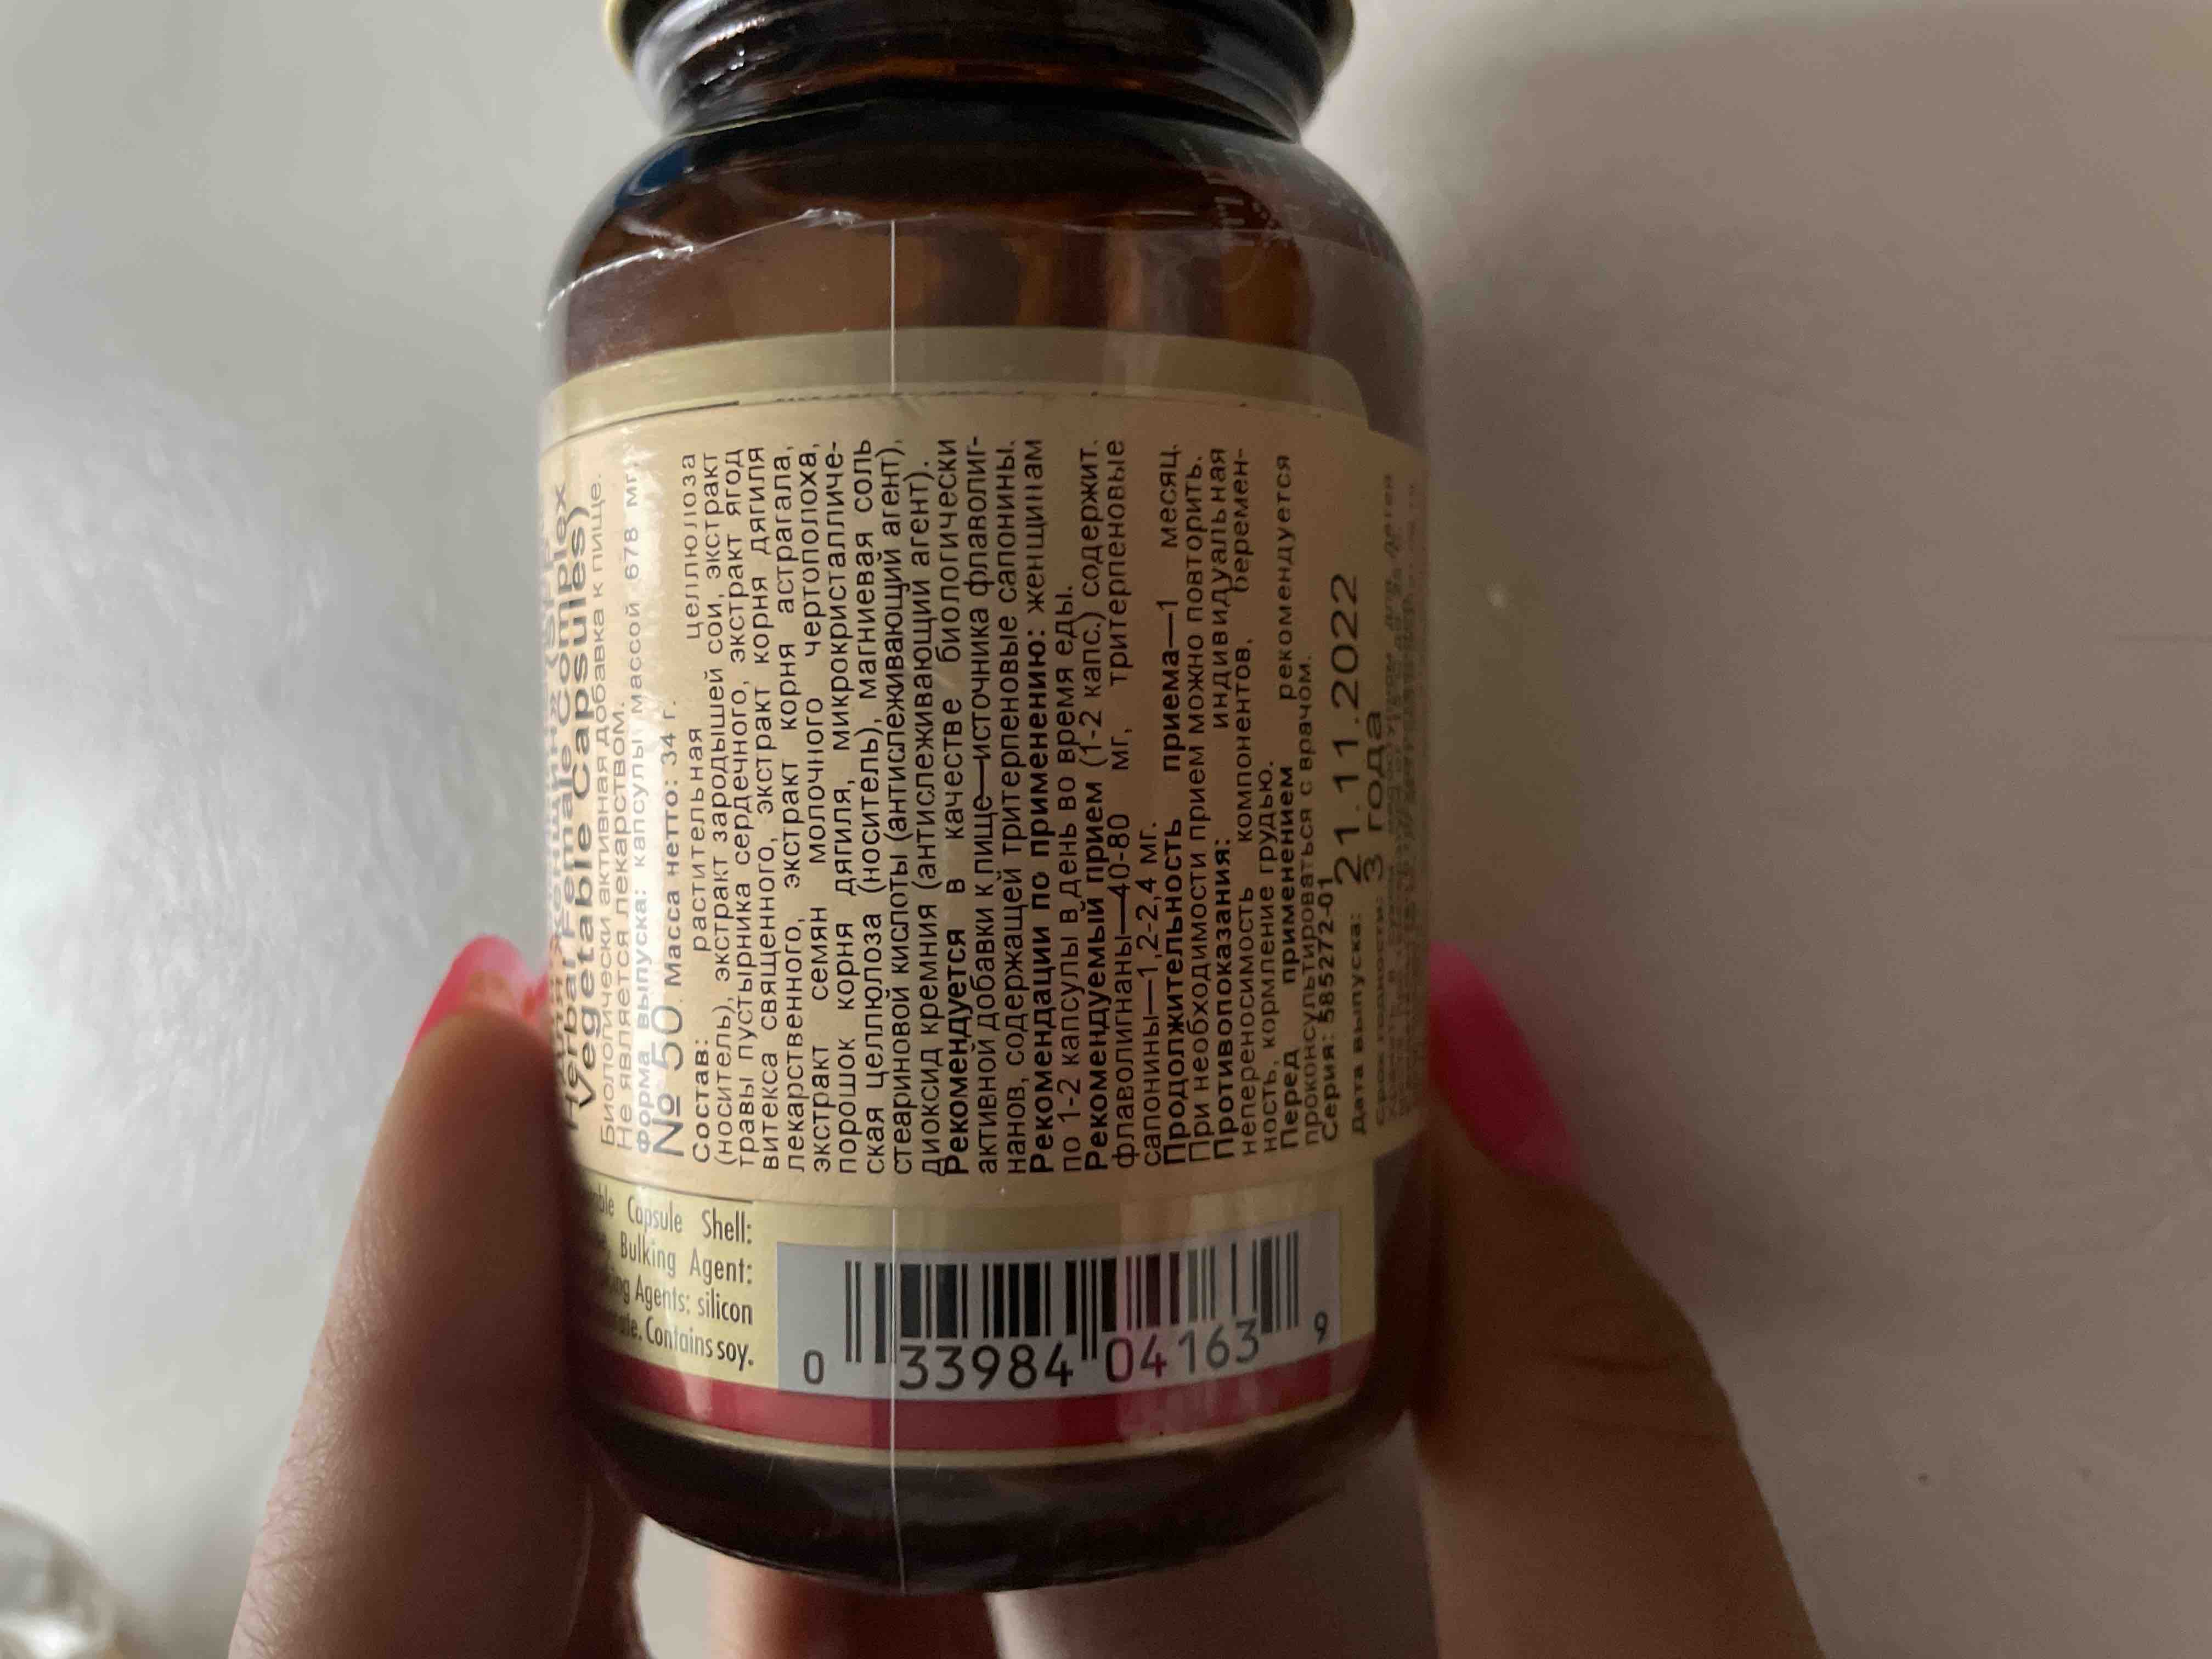 Herbal Female Complex
Vegetable Capsules)
Биологически активная добавка к пище.
Не является лекарством.
Форма выпуска: капсулы массой 678 мг,
№ 50. Масса нетто: 34 г.
Состав: растительная целлюлоза
(носитель), экстракт зародышей сои, экстракт
травы пустырника сердечного, экстракт ягод
витекса священного, экстракт корня дягиля
лекарственного, экстракт корня астрагала,
экстракт семян молочного чертополоха,
порошок корня дягиля, микрокристалличе-
ская целлюлоза (носитель), магниевая соль
стеариновой кислоты (антислеживающий агент),
диоксид кремния (антислеживающий агент).
Рекомендуется в качестве биологически
активной добавки к пище—источника флаволиг-
нанов, содержащей тритерпеновые сапонины.
Рекомендации по применению: женщинам
по 1-2 капсулы в день во время еды.
Рекомендуемый прием (1-2 капс.) содержит:
флаволигнаны—40-80 мг, тритерпеновые
сапонины—1,2-2,4 мг.
Продолжительность приема—1 месяц.
При необходимости прием можно повторить.
Противопоказания: индивидуальная
непереносимость компонентов, беремен-
ность, кормление грудью.
Перед применением рекомендуется
проконсультироваться с врачом.
Серия: 585272-01
Дата выпуска: 21.11.2022
Срок годности: 3 года
Capsule Shell:
Bulking Agent:
Agents: silicon
Contains soy.
0 33984 04163 9